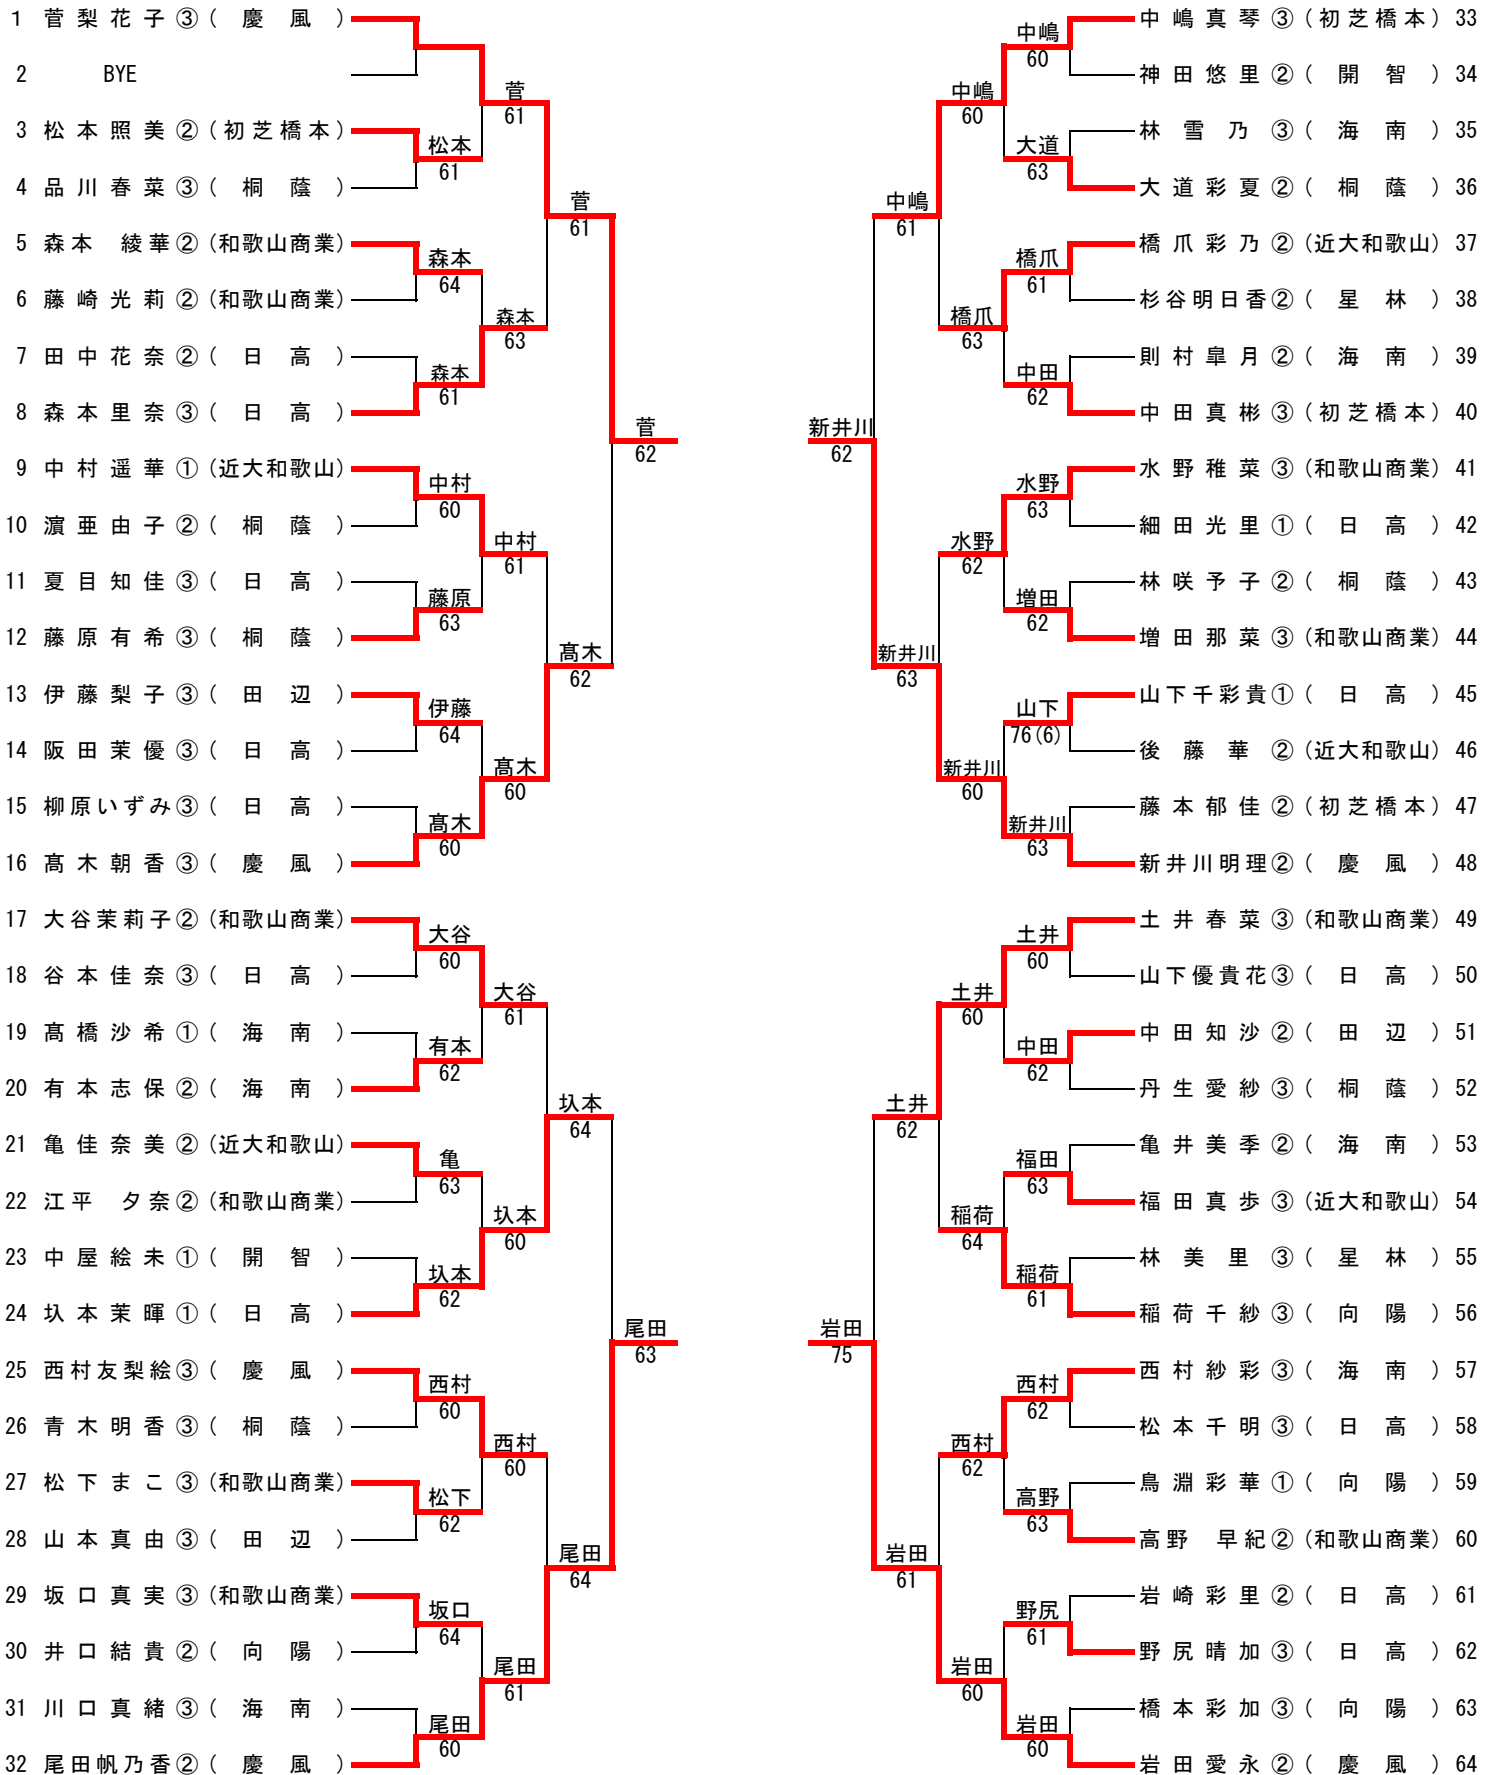 1 菅梨花子③(慶風)
2 BYE
3 松本照美②(初芝橋本)
4 品川春菜③(桐蔭)
5 森本 綾華②(和歌山商業)
6 藤崎光莉②(和歌山商業)
7 田中花奈②(日高)
8 森本里奈③(日高)
9 中村遥華①(近大和歌山)
10 濵亜由子②(桐蔭)
11 夏目知佳③(日高)
12 藤原有希③(桐蔭)
13 伊藤梨子③(田辺)
14 阪田茉優③(日高)
15 柳原いずみ③(日高)
16 髙木朝香③(慶風)
17 大谷茉莉子②(和歌山商業)
18 谷本佳奈③(日高)
19 髙橋沙希①(海南)
20 有本志保②(海南)
21 亀佳奈美②(近大和歌山)
22 江平 夕奈②(和歌山商業)
23 中屋絵未①(開智)
24 圦本茉暉①(日高)
25 西村友梨絵③(慶風)
26 青木明香③(桐蔭)
27 松下まこ③(和歌山商業)
28 山本真由③(田辺)
29 坂口真実③(和歌山商業)
30 井口結貴②(向陽)
31 川口真緒③(海南)
32 尾田帆乃香②(慶風)
松本
61
森本
64
森本
61
中村
60
藤原
63
伊藤
64
髙木
60
大谷
60
有本
62
亀
63
圦本
62
西村
60
松下
62
坂口
64
尾田
60
菅
61
森本
63
中村
61
髙木
60
大谷
61
圦本
60
西村
60
尾田
61
菅
61
髙木
62
圦本
64
尾田
64
菅
62
尾田
63
新井川
62
岩田
75
中嶋
61
新井川
63
土井
62
岩田
61
中嶋
60
橋爪
63
水野
62
新井川
60
土井
60
稲荷
64
西村
62
岩田
60
中嶋
60
大道
63
橋爪
61
中田
62
水野
63
増田
62
山下
76(6)
新井川
63
土井
60
中田
62
福田
63
稲荷
61
西村
62
高野
63
野尻
61
岩田
60
中嶋真琴③(初芝橋本) 33
神田悠里②(開智) 34
林雪乃③(海南) 35
大道彩夏②(桐蔭) 36
橋爪彩乃②(近大和歌山) 37
杉谷明日香②(星林) 38
則村皐月②(海南) 39
中田真彬③(初芝橋本) 40
水野稚菜③(和歌山商業) 41
細田光里①(日高) 42
林咲予子②(桐蔭) 43
増田那菜③(和歌山商業) 44
山下千彩貴①(日高) 45
後藤華②(近大和歌山) 46
藤本郁佳②(初芝橋本) 47
新井川明理②(慶風) 48
土井春菜③(和歌山商業) 49
山下優貴花③(日高) 50
中田知沙②(田辺) 51
丹生愛紗③(桐蔭) 52
亀井美季②(海南) 53
福田真歩③(近大和歌山) 54
林美里③(星林) 55
稲荷千紗③(向陽) 56
西村紗彩③(海南) 57
松本千明③(日高) 58
鳥淵彩華①(向陽) 59
高野 早紀②(和歌山商業) 60
岩崎彩里②(日高) 61
野尻晴加③(日高) 62
橋本彩加③(向陽) 63
岩田愛永②(慶風) 64